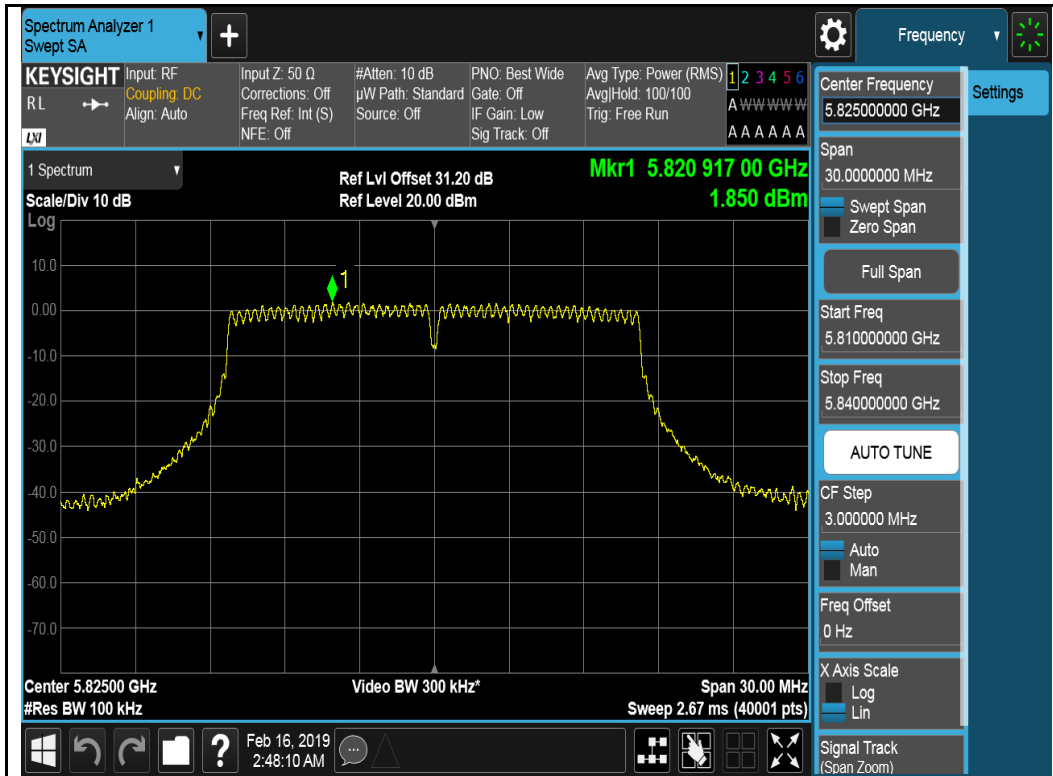 Spectrum Analyzer 1
Swept SA
+
Frequency
KEYSIGHT
RL
LXI
Input: RF
Coupling: DC
Align: Auto
Input Z: 50 Ω
Corrections: Off
Freq Ref: Int (S)
NFE: Off
#Atten: 10 dB
µW Path: Standard
Source: Off
PNO: Best Wide
Gate: Off
IF Gain: Low
Sig Track: Off
Avg Type: Power (RMS)
Avg|Hold: 100/100
Trig: Free Run
1 2 3 4 5 6
A W W W W W
A A A A A A
1 Spectrum
Scale/Div 10 dB
Log
Ref Lvl Offset 31.20 dB
Ref Level 20.00 dBm
Mkr1 5.820 917 00 GHz
1.850 dBm
1
10.0
0.00
-10.0
-20.0
-30.0
-40.0
-50.0
-60.0
-70.0
Center 5.82500 GHz
#Res BW 100 kHz
Video BW 300 kHz*
Span 30.00 MHz
Sweep 2.67 ms (40001 pts)
?
Feb 16, 2019
2:48:10 AM
Center Frequency
5.825000000 GHz
Span
30.0000000 MHz
Swept Span
Zero Span
Full Span
Start Freq
5.810000000 GHz
Stop Freq
5.840000000 GHz
AUTO TUNE
CF Step
3.000000 MHz
Auto
Man
Freq Offset
0 Hz
X Axis Scale
Log
Lin
Signal Track
(Span Zoom)
Settings